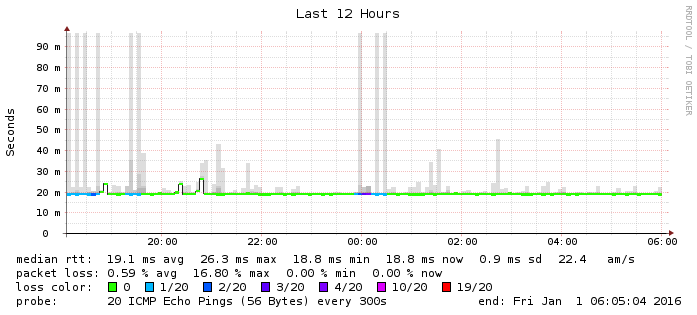 Last 12 Hours
RRDTOOL / TOBI OETIKER
Seconds
90 m
80 m
70 m
60 m
50 m
40 m
30 m
20 m
10 m
0
20:00 22:00 00:00 02:00 04:00 06:00
median rtt: 19.1 ms avg 26.3 ms max 18.8 ms min 18.8 ms now 0.9 ms sd 22.4 am/s
packet loss: 0.59 % avg 16.80 % max 0.00 % min 0.00 % now
loss color: 0 1/20 2/20 3/20 4/20 10/20 19/20
probe: 20 ICMP Echo Pings (56 Bytes) every 300s end: Fri Jan 1 06:05:04 2016